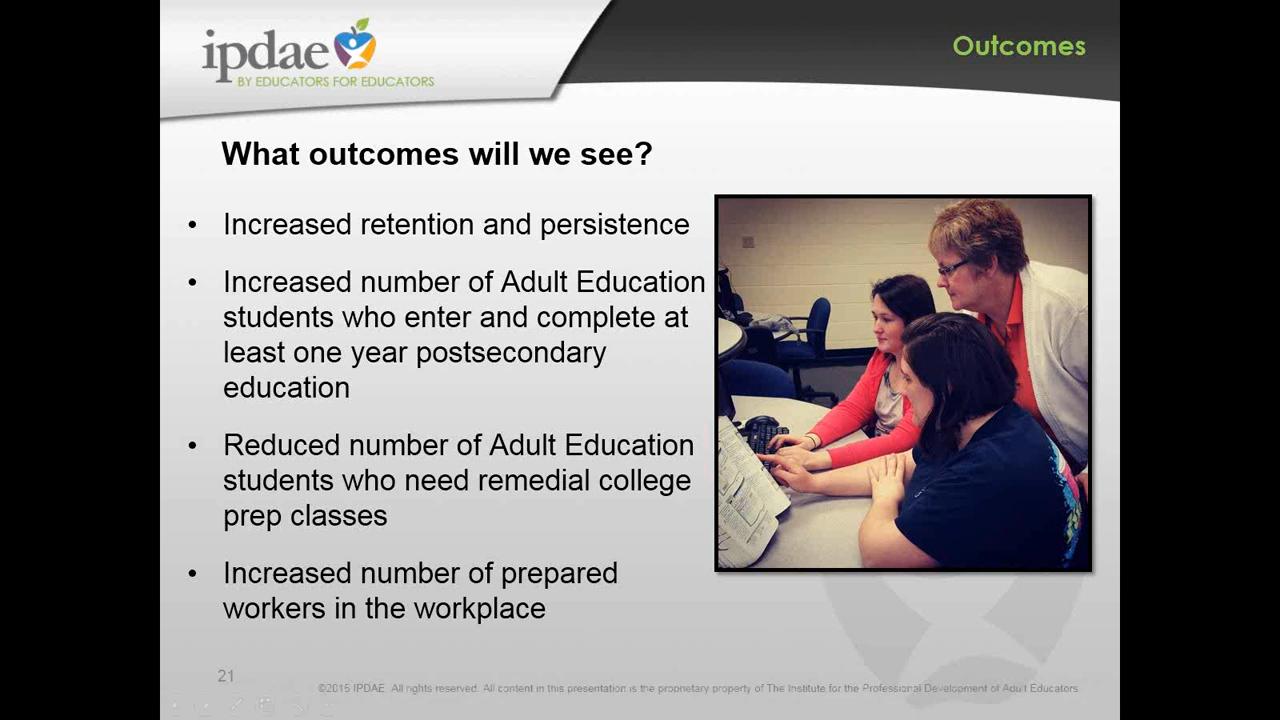 ipdae
BY EDUCATORS FOR EDUCATORS
Outcomes
What outcomes will we see?
• Increased retention and persistence
• Increased number of Adult Education
students who enter and complete at
least one year postsecondary
education
• Reduced number of Adult Education
students who need remedial college
prep classes
• Increased number of prepared
workers in the workplace
21
©2015 IPDAE. All rights reserved. All content in this presentation is the proprietary property of The Institute for the Professional Development of Adult Educators